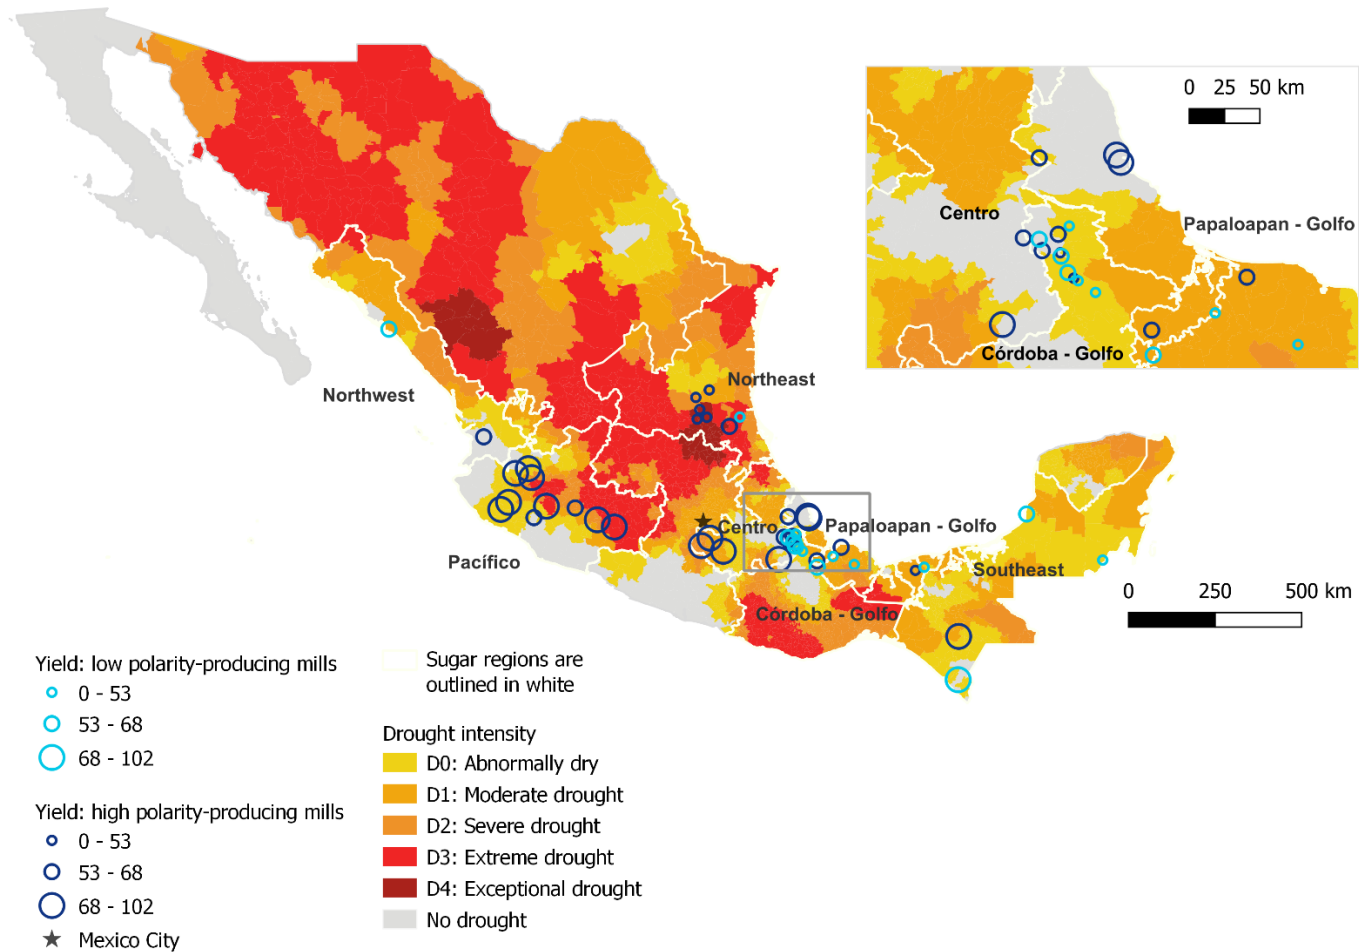 0 25 50 km
Centro
Papaloapan - Golfo
Córdoba - Golfo
Northwest
Northeast
Centro
Papaloapan - Golfo
Pacífico
Southeast
Córdoba - Golfo
0 250 500 km
Yield: low polarity-producing mills
0 - 53
53 - 68
68 - 102
Yield: high polarity-producing mills
0 - 53
53 - 68
68 - 102
Mexico City
Sugar regions are
outlined in white
Drought intensity
D0: Abnormally dry
D1: Moderate drought
D2: Severe drought
D3: Extreme drought
D4: Exceptional drought
No drought